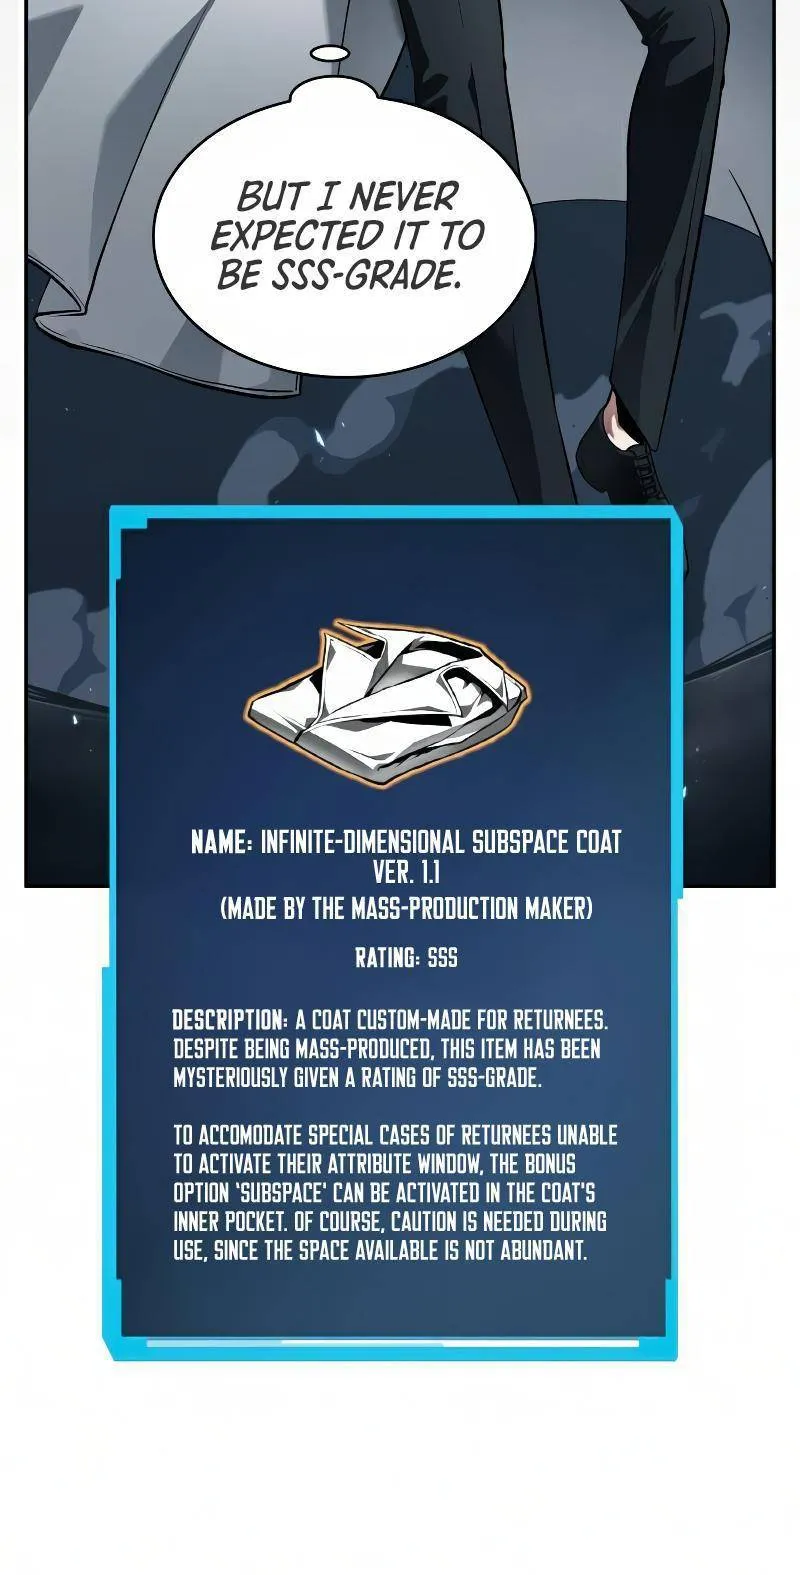 BUT I NEVER
EXPECTED IT TO
BE SSS-GRADE.
NAME: INFINITE-DIMENSIONAL SUBSPACE COAT
VER. 1.1
(MADE BY THE MASS-PRODUCTION MAKER)
RATING: SSS
DESCRIPTION: A COAT CUSTOM-MADE FOR RETURNEES.
DESPITE BEING MASS-PRODUCED, THIS ITEM HAS BEEN
MYSTERIOUSLY GIVEN A RATING OF SSS-GRADE.
TO ACCOMODATE SPECIAL CASES OF RETURNEES UNABLE
TO ACTIVATE THEIR ATTRIBUTE WINDOW, THE BONUS
OPTION 'SUBSPACE' CAN BE ACTIVATED IN THE COAT'S
INNER POCKET. OF COURSE, CAUTION IS NEEDED DURING
USE, SINCE THE SPACE AVAILABLE IS NOT ABUNDANT.